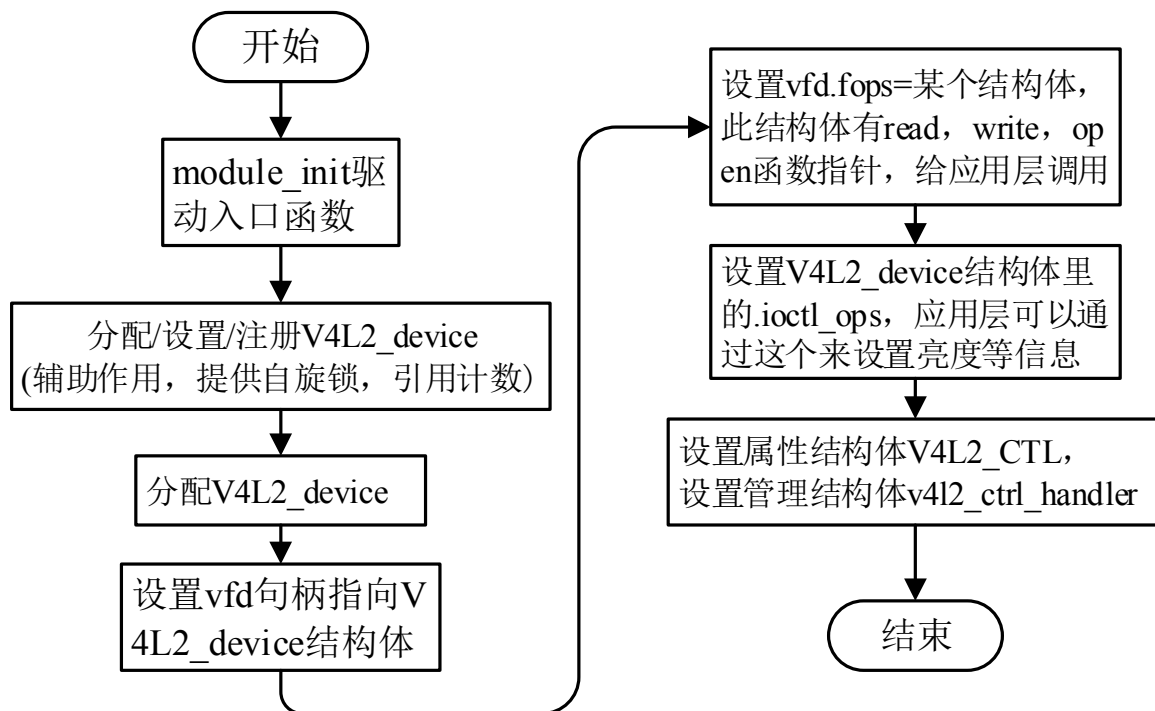 开始
module_init驱
动入口函数
分配/设置/注册V4L2_device
(辅助作用，提供自旋锁，引用计数)
分配V4L2_device
设置vfd句柄指向V
4L2_device结构体
设置vfd.fops=某个结构体，
此结构体有read，write，op
en函数指针，给应用层调用
设置V4L2_device结构体里
的.ioctl_ops，应用层可以通
过这个来设置亮度等信息
设置属性结构体V4L2_CTL，
设置管理结构体v4l2_ctrl_handler
结束